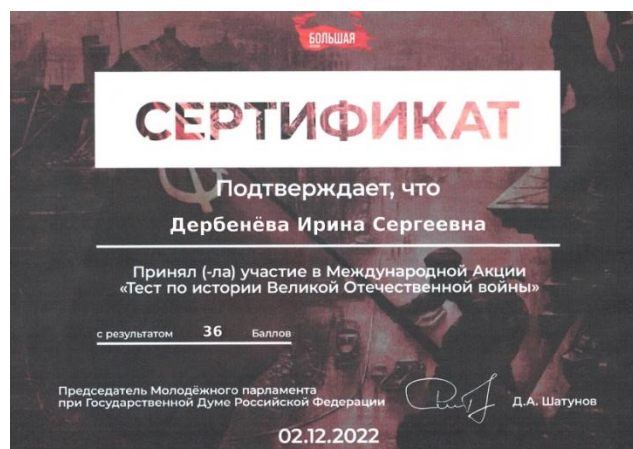 БОЛЬШАЯ
СЕРТИФИКАТ
Подтверждает, что
Дербенёва Ирина Сергеевна
Принял (-ла) участие в Международной Акции
«Тест по истории Великой Отечественной войны»
с результатом 36 Баллов
Председатель Молодёжного парламента
при Государственной Думе Российской Федерации
Д.А. Шатунов
02.12.2022